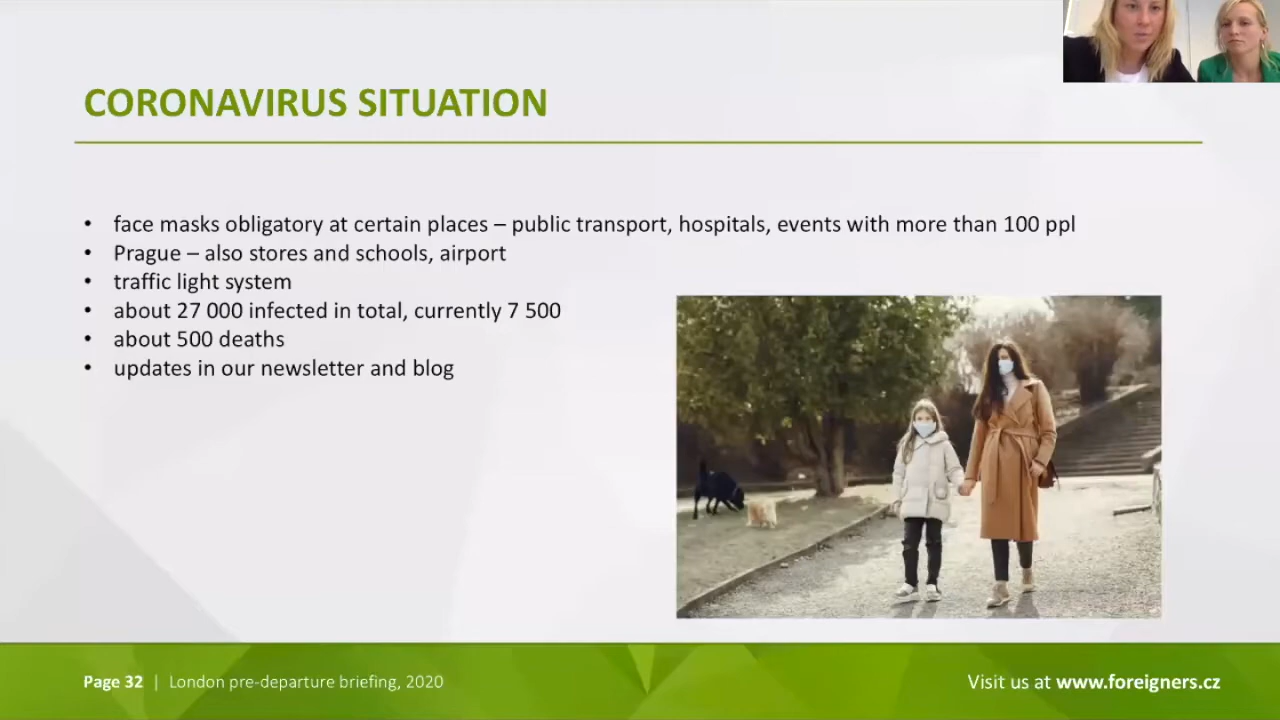 CORONAVIRUS SITUATION
• face masks obligatory at certain places – public transport, hospitals, events with more than 100 ppl
• Prague – also stores and schools, airport
• traffic light system
• about 27 000 infected in total, currently 7 500
• about 500 deaths
• updates in our newsletter and blog
Page 32 | London pre-departure briefing, 2020
Visit us at www.foreigners.cz